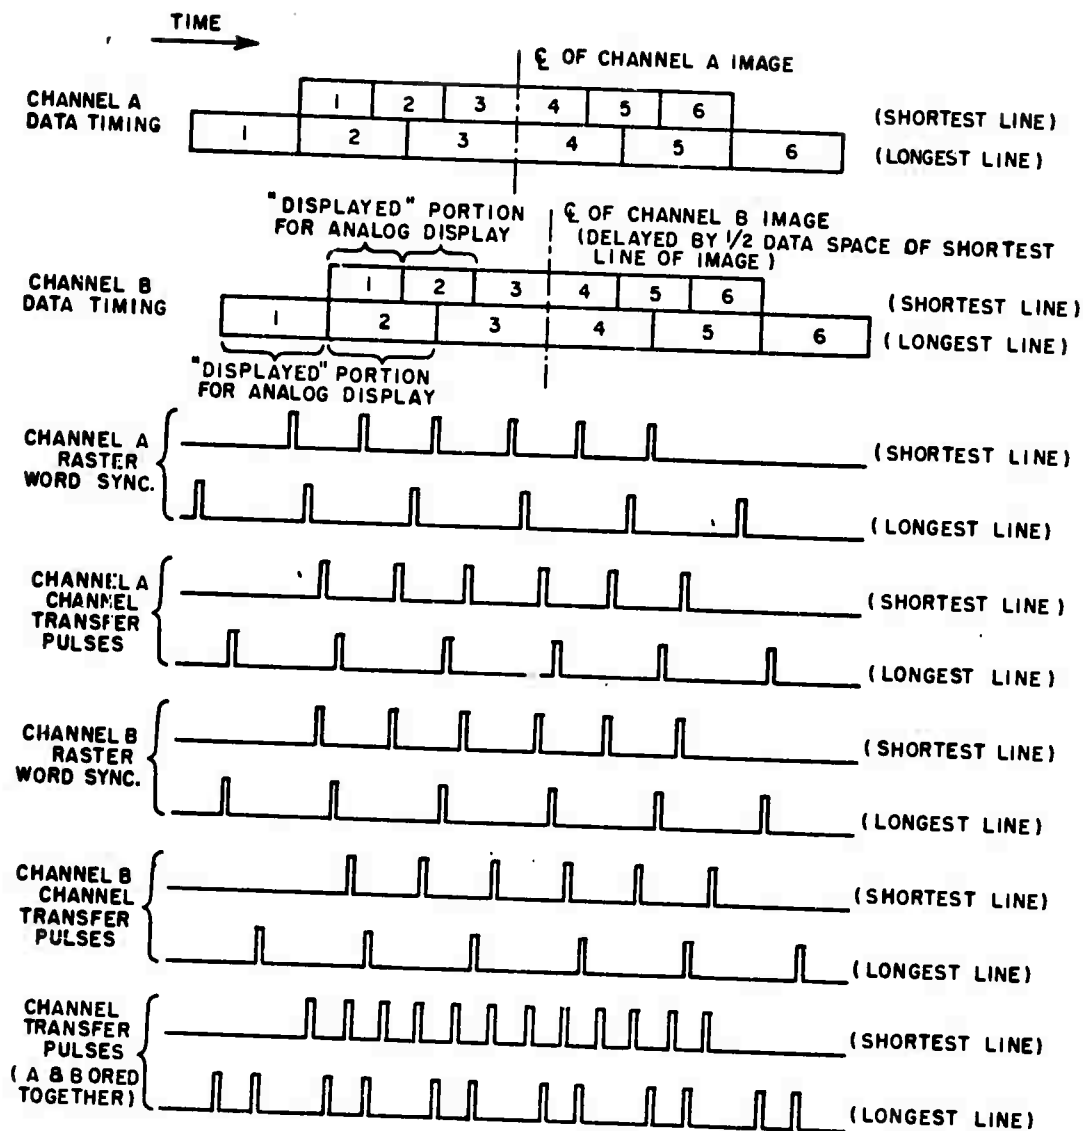 TIME
℄ OF CHANNEL A IMAGE
CHANNEL A
DATA TIMING
1 2 3 4 5 6
(SHORTEST LINE)
1 2 3 4 5 6
(LONGEST LINE)
"DISPLAYED" PORTION
FOR ANALOG DISPLAY
℄ OF CHANNEL B IMAGE
(DELAYED BY 1/2 DATA SPACE OF SHORTEST
LINE OF IMAGE)
CHANNEL B
DATA TIMING
1 2 3 4 5 6
(SHORTEST LINE)
1 2 3 4 5 6
(LONGEST LINE)
"DISPLAYED" PORTION
FOR ANALOG DISPLAY
CHANNEL A
RASTER
WORD SYNC.
(SHORTEST LINE)
(LONGEST LINE)
CHANNEL A
CHANNEL
TRANSFER
PULSES
(SHORTEST LINE)
(LONGEST LINE)
CHANNEL B
RASTER
WORD SYNC.
(SHORTEST LINE)
(LONGEST LINE)
CHANNEL B
CHANNEL
TRANSFER
PULSES
(SHORTEST LINE)
(LONGEST LINE)
CHANNEL
TRANSFER
PULSES
(A & B ORED
TOGETHER)
(SHORTEST LINE)
(LONGEST LINE)